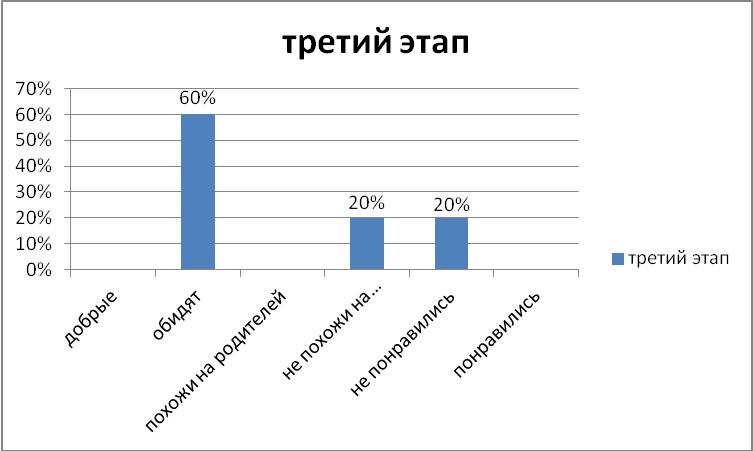 третий этап
70%
60%
50%
40%
30%
20%
10%
0%
60%
20%
20%
добрые
обидят
похожи на родителей
не похожи на...
не понравились
понравились
третий этап